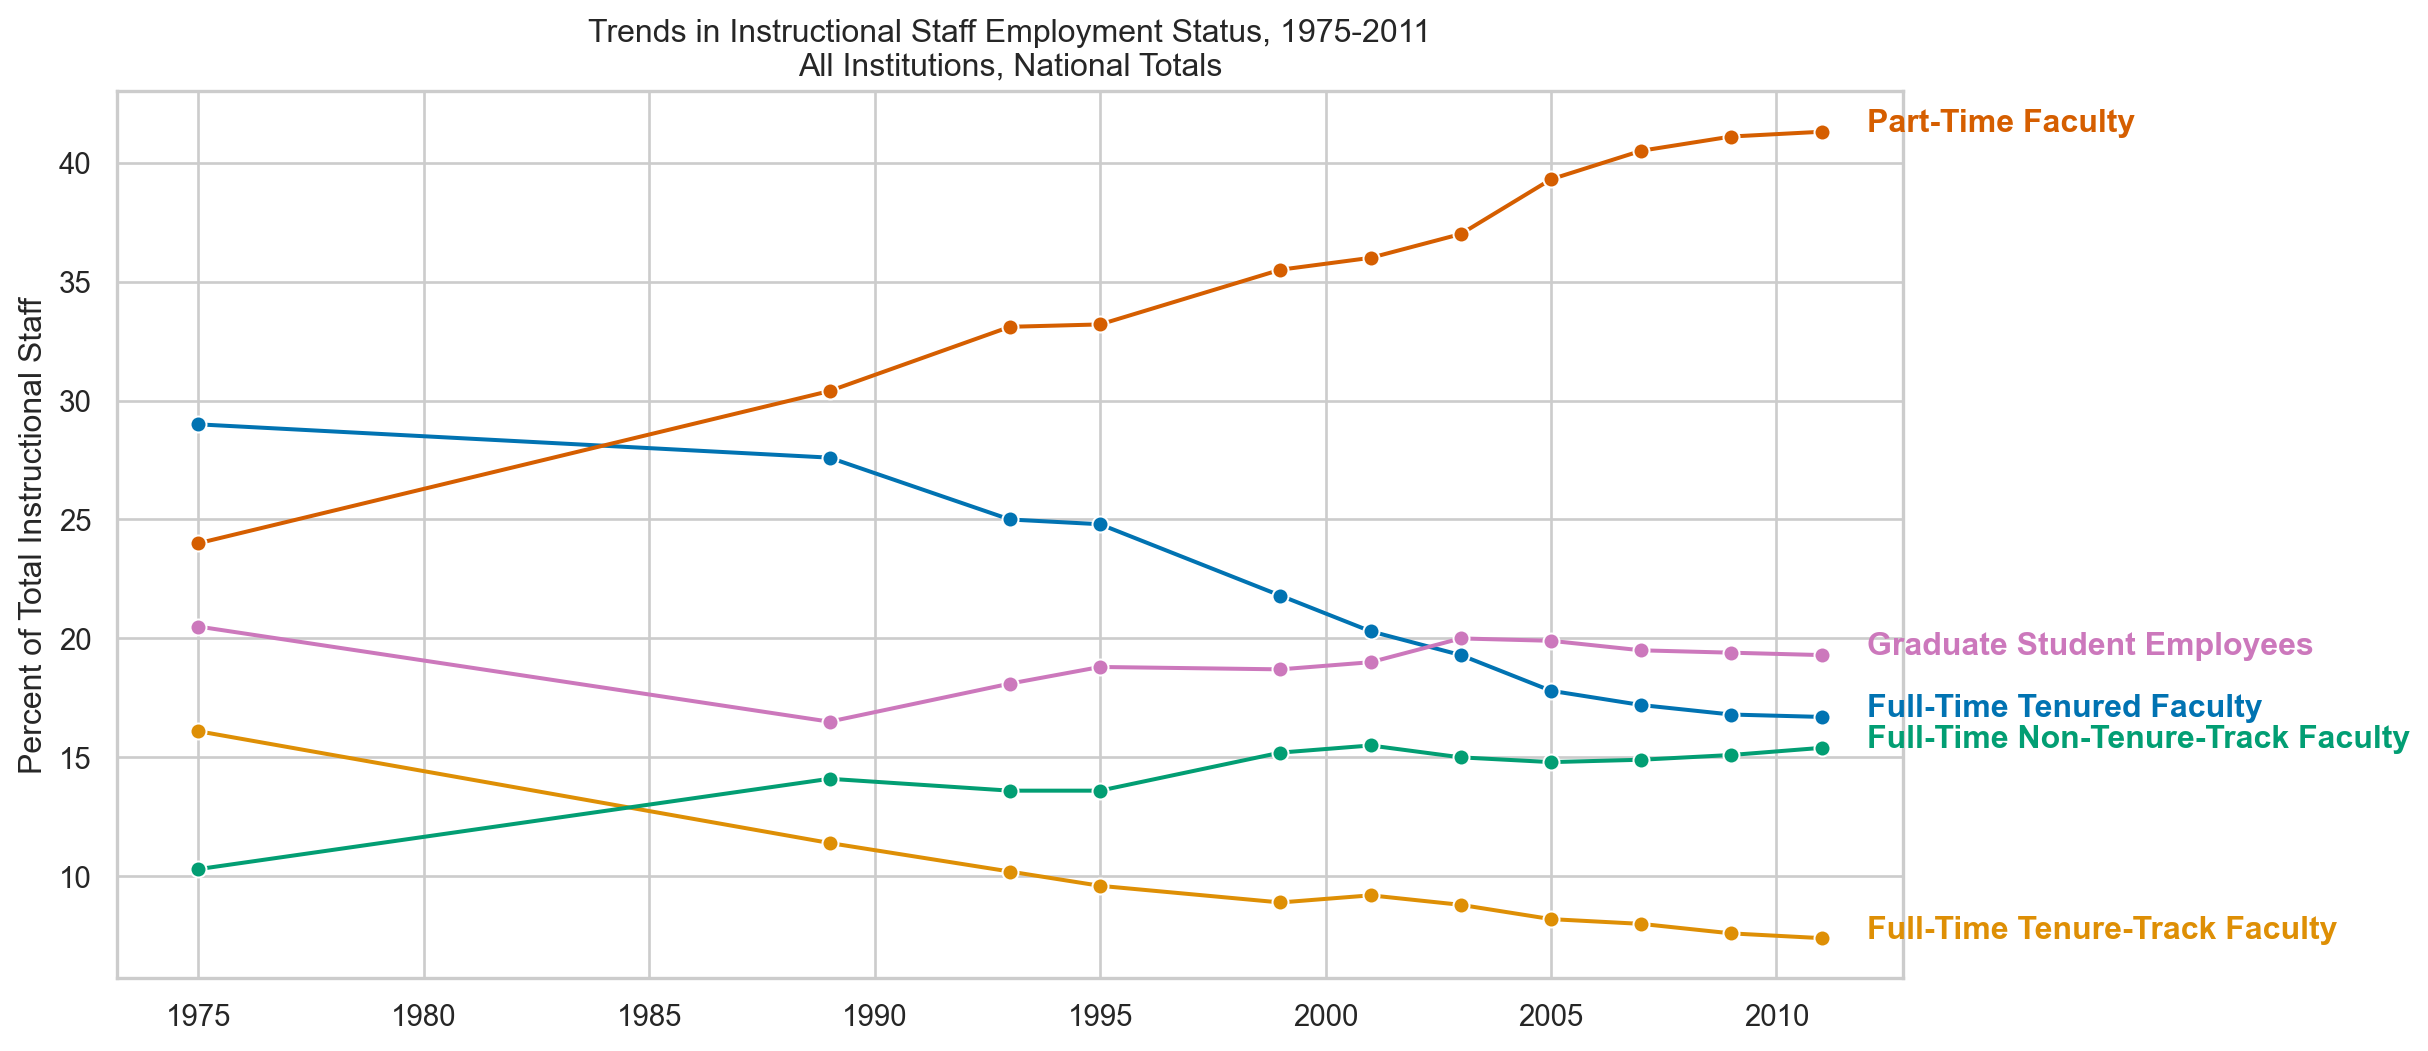 Trends in Instructional Staff Employment Status, 1975-2011
All Institutions, National Totals
Percent of Total Instructional Staff
40
35
30
25
20
15
10
1975
1980
1985
1990
1995
2000
2005
2010
Part-Time Faculty
Graduate Student Employees
Full-Time Tenured Faculty
Full-Time Non-Tenure-Track Faculty
Full-Time Tenure-Track Faculty